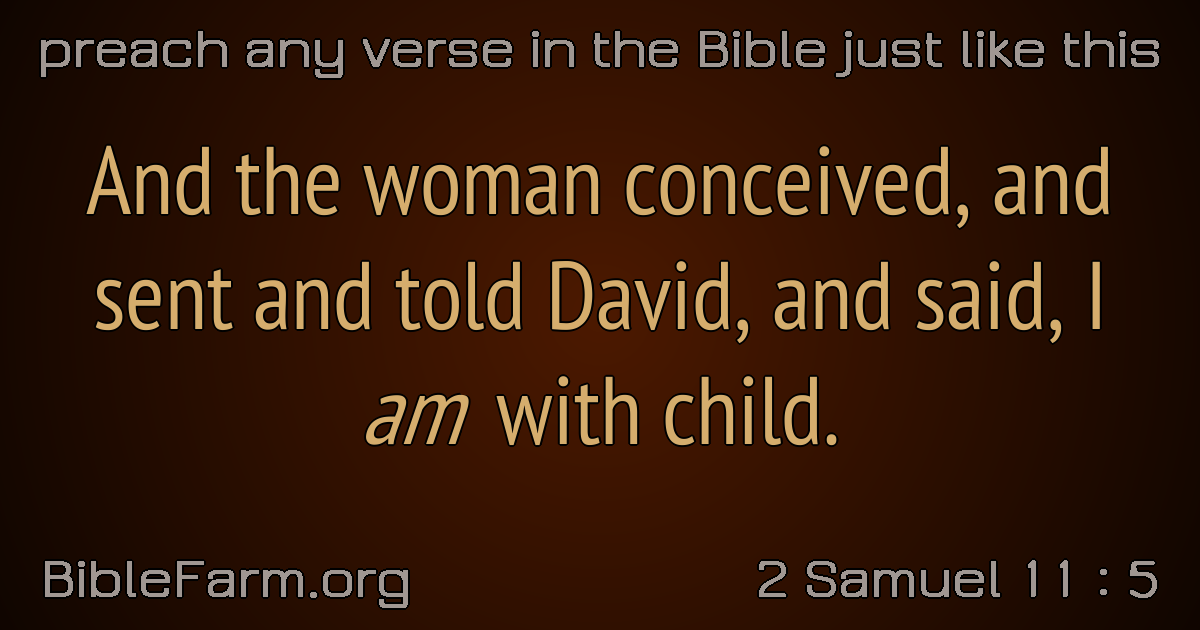 preach any verse in the Bible just like this
And the woman conceived, and
sent and told David, and said, I
am with child.
BibleFarm.org
2 Samuel 11 : 5